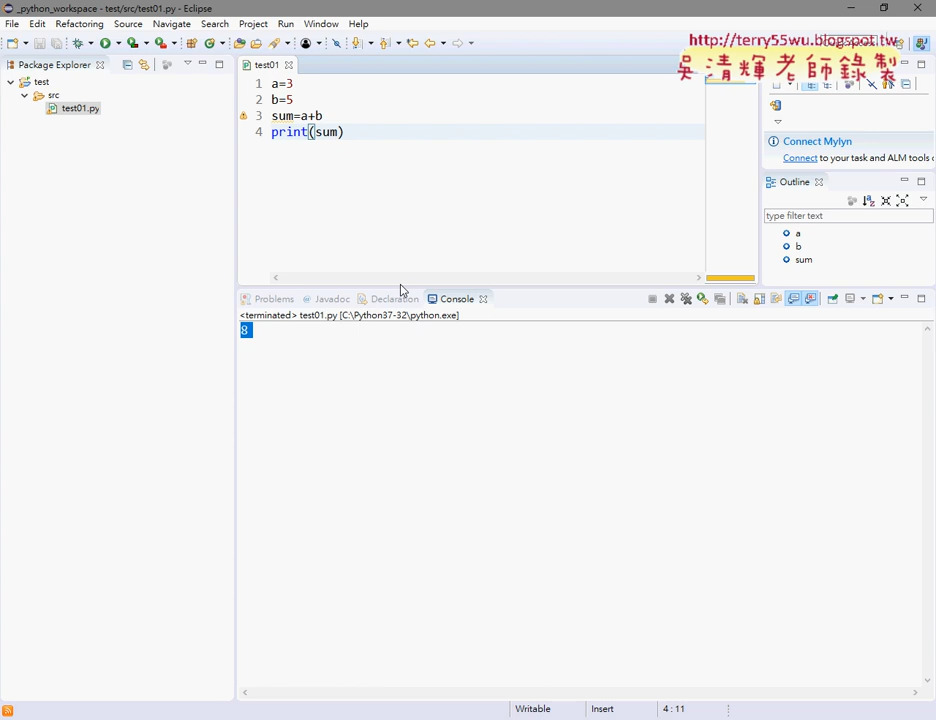 _python_workspace - test/src/test01.py - Eclipse
File Edit Refactoring Source Navigate Search Project Run Window Help
http://terry55wu.blogspot.tw
吳清輝老師錄製
Package Explorer
test
src
test01.py
test01
1 a=3
2 b=5
3 sum=a+b
4 print(sum)
Connect Mylyn
Connect to your task and ALM tools
Outline
type filter text
a
b
sum
Problems Javadoc Declaration Console
<terminated> test01.py [C:\Python37-32\python.exe]
8
Writable Insert 4 : 11